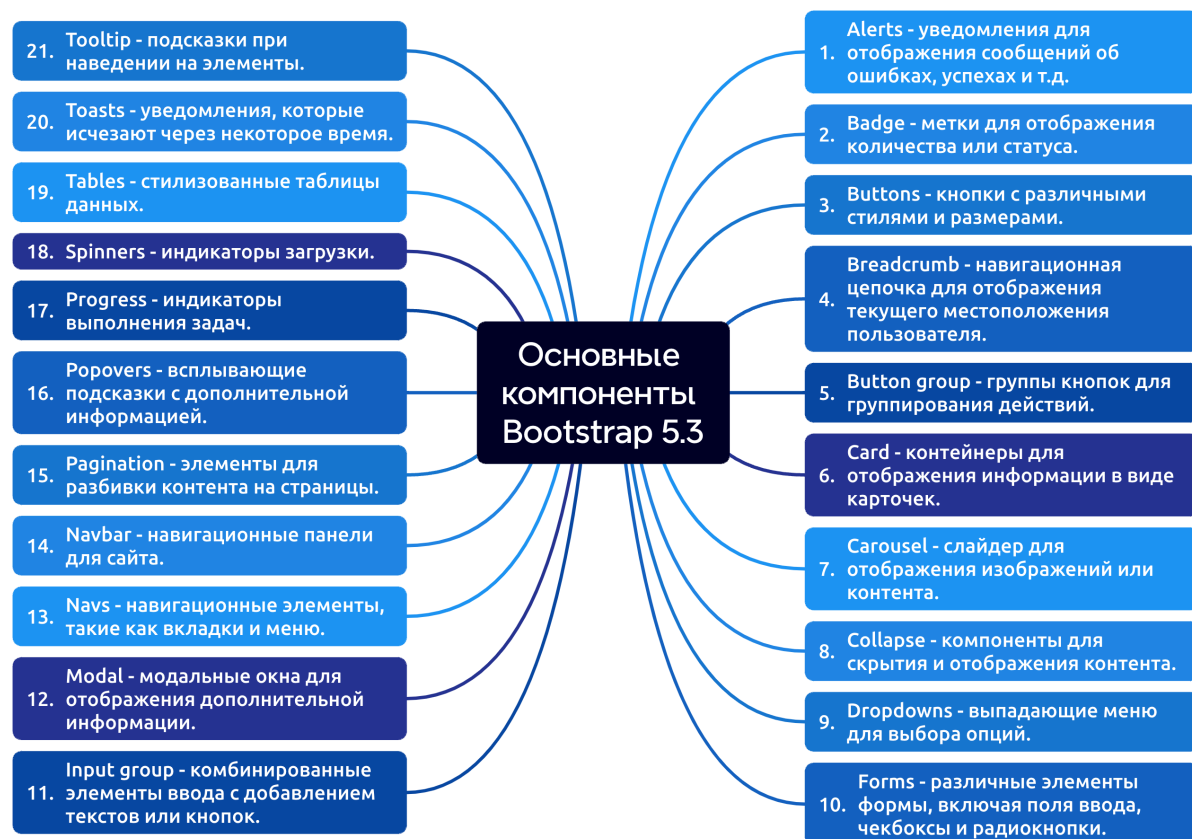 Основные
компоненты
Bootstrap 5.3
1. Alerts - уведомления для
отображения сообщений об
ошибках, успехах и т.д.
2. Badge - метки для отображения
количества или статуса.
3. Buttons - кнопки с различными
стилями и размерами.
4. Breadcrumb - навигационная
цепочка для отображения
текущего местоположения
пользователя.
5. Button group - группы кнопок для
группирования действий.
6. Card - контейнеры для
отображения информации в виде
карточек.
7. Carousel - слайдер для
отображения изображений или
контента.
8. Collapse - компоненты для
скрытия и отображения контента.
9. Dropdowns - выпадающие меню
для выбора опций.
10. Forms - различные элементы
формы, включая поля ввода,
чекбоксы и радиокнопки.
11. Input group - комбинированные
элементы ввода с добавлением
текстов или кнопок.
12. Modal - модальные окна для
отображения дополнительной
информации.
13. Navs - навигационные элементы,
такие как вкладки и меню.
14. Navbar - навигационные панели
для сайта.
15. Pagination - элементы для
разбивки контента на страницы.
16. Popovers - всплывающие
подсказки с дополнительной
информацией.
17. Progress - индикаторы
выполнения задач.
18. Spinners - индикаторы загрузки.
19. Tables - стилизованные таблицы
данных.
20. Toasts - уведомления, которые
исчезают через некоторое время.
21. Tooltip - подсказки при
наведении на элементы.